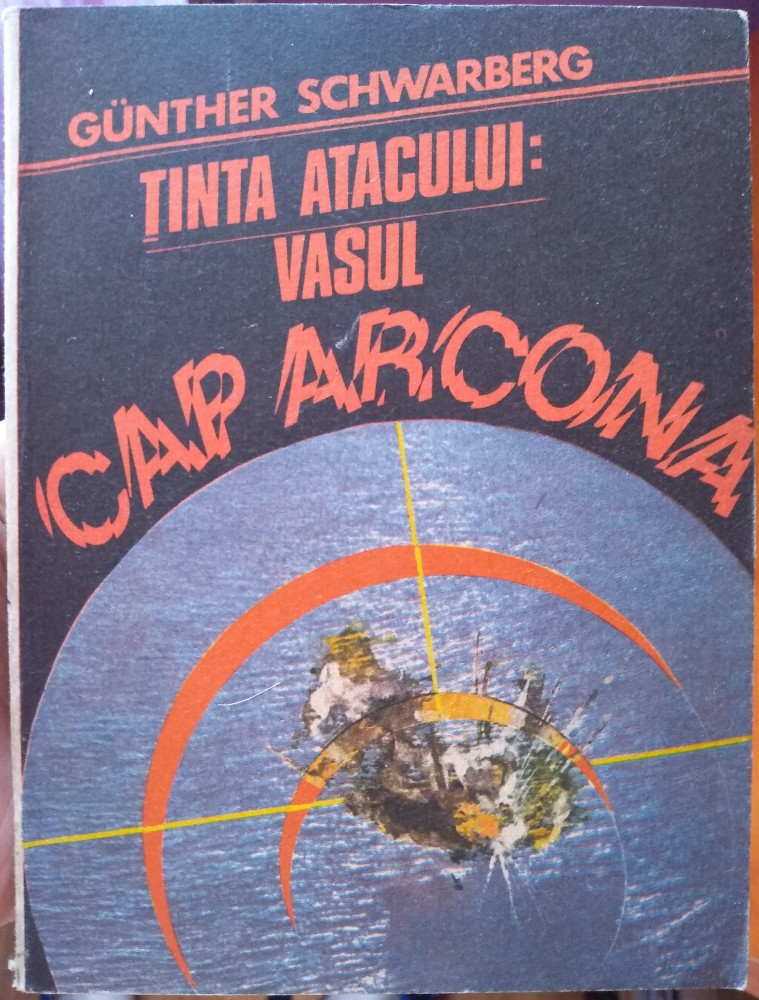 GÜNTHER SCHWARBERG
ȚINTA ATACULUI:
VASUL
CAP ARCONA